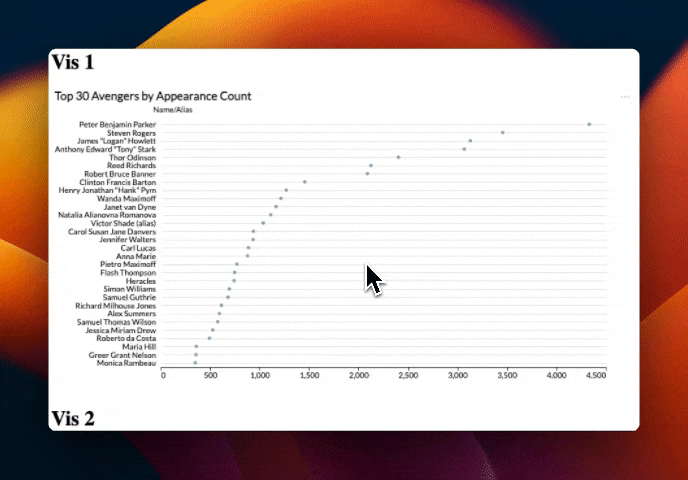 Vis 1
Top 30 Avengers by Appearance Count
...
Name/Alias
Peter Benjamin Parker
Steven Rogers
James "Logan" Howlett
Anthony Edward "Tony" Stark
Thor Odinson
Reed Richards
Robert Bruce Banner
Clinton Francis Barton
Henry Jonathan "Hank" Pym
Wanda Maximoff
Janet van Dyne
Natalia Alianovna Romanova
Victor Shade (alias)
Carol Susan Jane Danvers
Jennifer Walters
Carl Lucas
Anna Marie
Pietro Maximoff
Flash Thompson
Heracles
Simon Williams
Samuel Guthrie
Richard Milhouse Jones
Alex Summers
Samuel Thomas Wilson
Jessica Miriam Drew
Roberto da Costa
Maria Hill
Greer Grant Nelson
Monica Rambeau
0 500 1,000 1,500 2,000 2,500 3,000 3,500 4,000 4,500
Vis 2